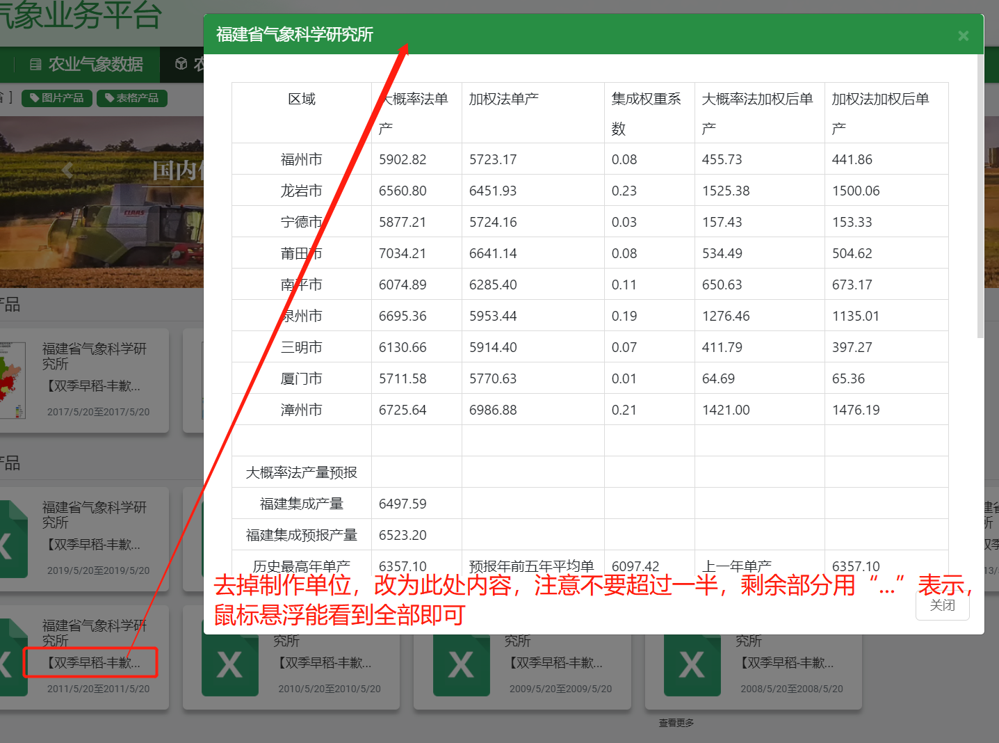 气象业务平台
福建省气象科学研究所
×
农业气象数据
省 ]
图片产品
表格产品
国内
CLAAS
区域 大概率法单产 加权法单产 集成权重系数 大概率法加权后单产 加权法加权后单产
福州市 5902.82 5723.17 0.08 455.73 441.86
龙岩市 6560.80 6451.93 0.23 1525.38 1500.06
宁德市 5877.21 5724.16 0.03 157.43 153.33
莆田市 7034.21 6641.14 0.08 534.49 504.62
南平市 6074.89 6285.40 0.11 650.63 673.17
泉州市 6695.36 5953.44 0.19 1276.46 1135.01
三明市 6130.66 5914.40 0.07 411.79 397.27
厦门市 5711.58 5770.63 0.01 64.69 65.36
漳州市 6725.64 6986.88 0.21 1421.00 1476.19
大概率法产量预报
福建集成产量 6497.59
福建集成预报产量 6523.20
历史最高年单产 6357.10 预报年前五年平均单 6097.42 上一年单产 6357.10
去掉制作单位，改为此处内容，注意不要超过一半，剩余部分用“...”表示，
鼠标悬浮能看到全部即可
关闭
产品
福建省气象科学研
究所
【双季早稻-丰歉...
2017/5/20至2017/5/20
产品
福建省气象科学研
究所
【双季早稻-丰歉...
2019/5/20至2019/5/20
建省
所
双季
13/
福建省气象科学研
究所
【双季早稻-丰歉...
2011/5/20至2011/5/20
究所
【双季早稻-丰歉...
2010/5/20至2010/5/20
究所
【双季早稻-丰歉...
2009/5/20至2009/5/20
究所
【双季早稻-丰歉...
2008/5/20至2008/5/20
查看更多